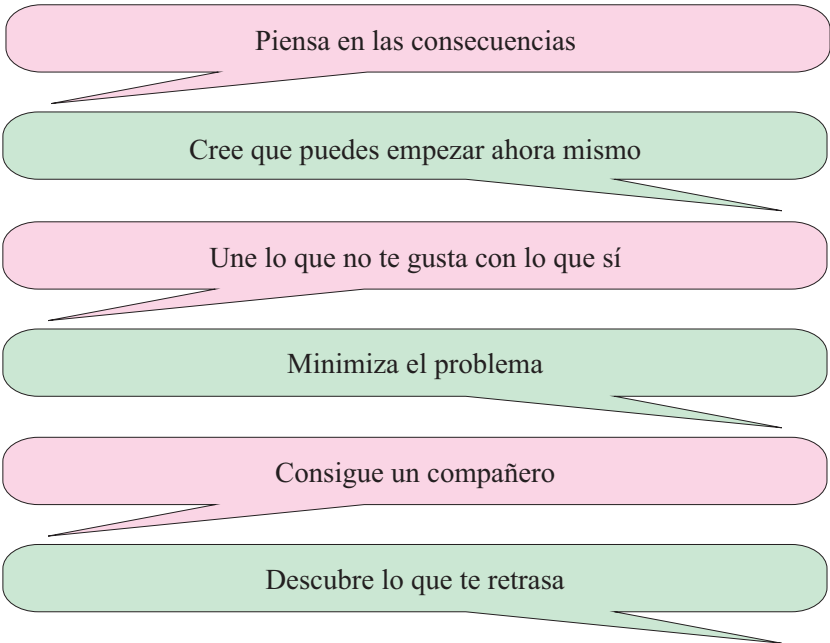 Piensa en las consecuencias
Cree que puedes empezar ahora mismo
Une lo que no te gusta con lo que sí
Minimiza el problema
Consigue un compañero
Descubre lo que te retrasa